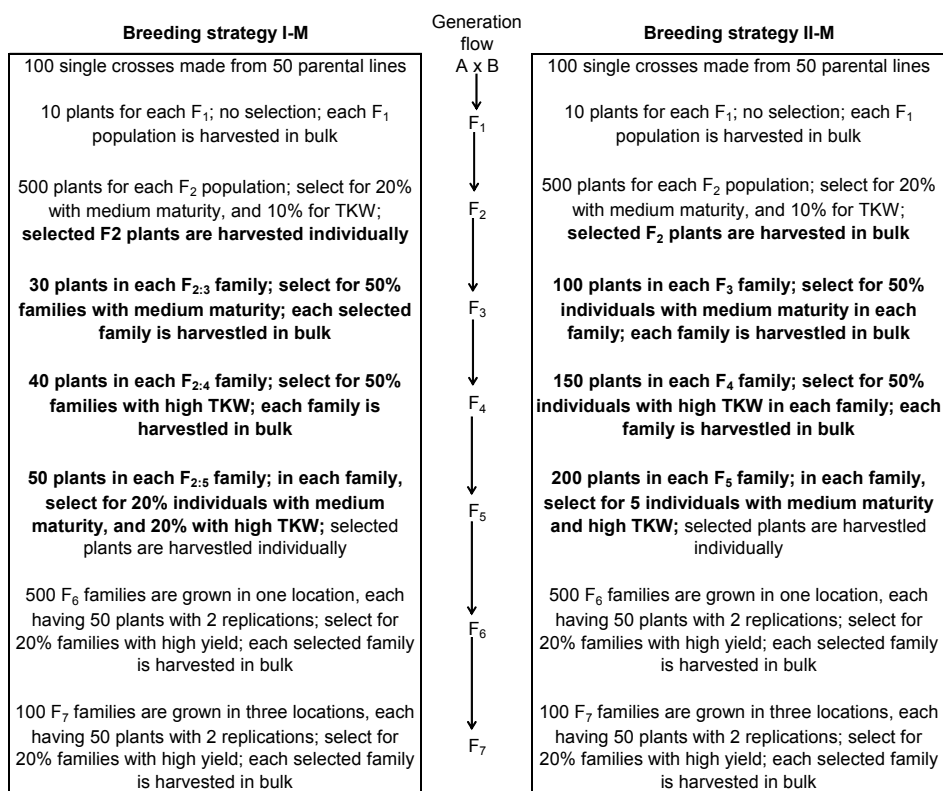 Breeding strategy I-M
100 single crosses made from 50 parental lines
10 plants for each F1; no selection; each F1
population is harvested in bulk
500 plants for each F2 population; select for 20%
with medium maturity, and 10% for TKW;
selected F2 plants are harvested individually
30 plants in each F2:3 family; select for 50%
families with medium maturity; each selected
family is harvestled in bulk
40 plants in each F2:4 family; select for 50%
families with high TKW; each family is
harvestled in bulk
50 plants in each F2:5 family; in each family,
select for 20% individuals with medium
maturity, and 20% with high TKW; selected
plants are harvestled individually
500 F6 families are grown in one location, each
having 50 plants with 2 replications; select for
20% families with high yield; each selected family
is harvested in bulk
100 F7 families are grown in three locations, each
having 50 plants with 2 replications; select for
20% families with high yield; each selected family
is harvested in bulk
Generation
flow
A x B
F1
F2
F3
F4
F5
F6
F7
Breeding strategy II-M
100 single crosses made from 50 parental lines
10 plants for each F1; no selection; each F1
population is harvested in bulk
500 plants for each F2 population; select for 20%
with medium maturity, and 10% for TKW;
selected F2 plants are harvested in bulk
100 plants in each F3 family; select for 50%
individuals with medium maturity in each
family; each family is harvestled in bulk
150 plants in each F4 family; select for 50%
individuals with high TKW in each family; each
family is harvestled in bulk
200 plants in each F5 family; in each family,
select for 5 individuals with medium maturity
and high TKW; selected plants are harvestled
individually
500 F6 families are grown in one location, each
having 50 plants with 2 replications; select for
20% families with high yield; each selected family
is harvested in bulk
100 F7 families are grown in three locations, each
having 50 plants with 2 replications; select for
20% families with high yield; each selected family
is harvested in bulk